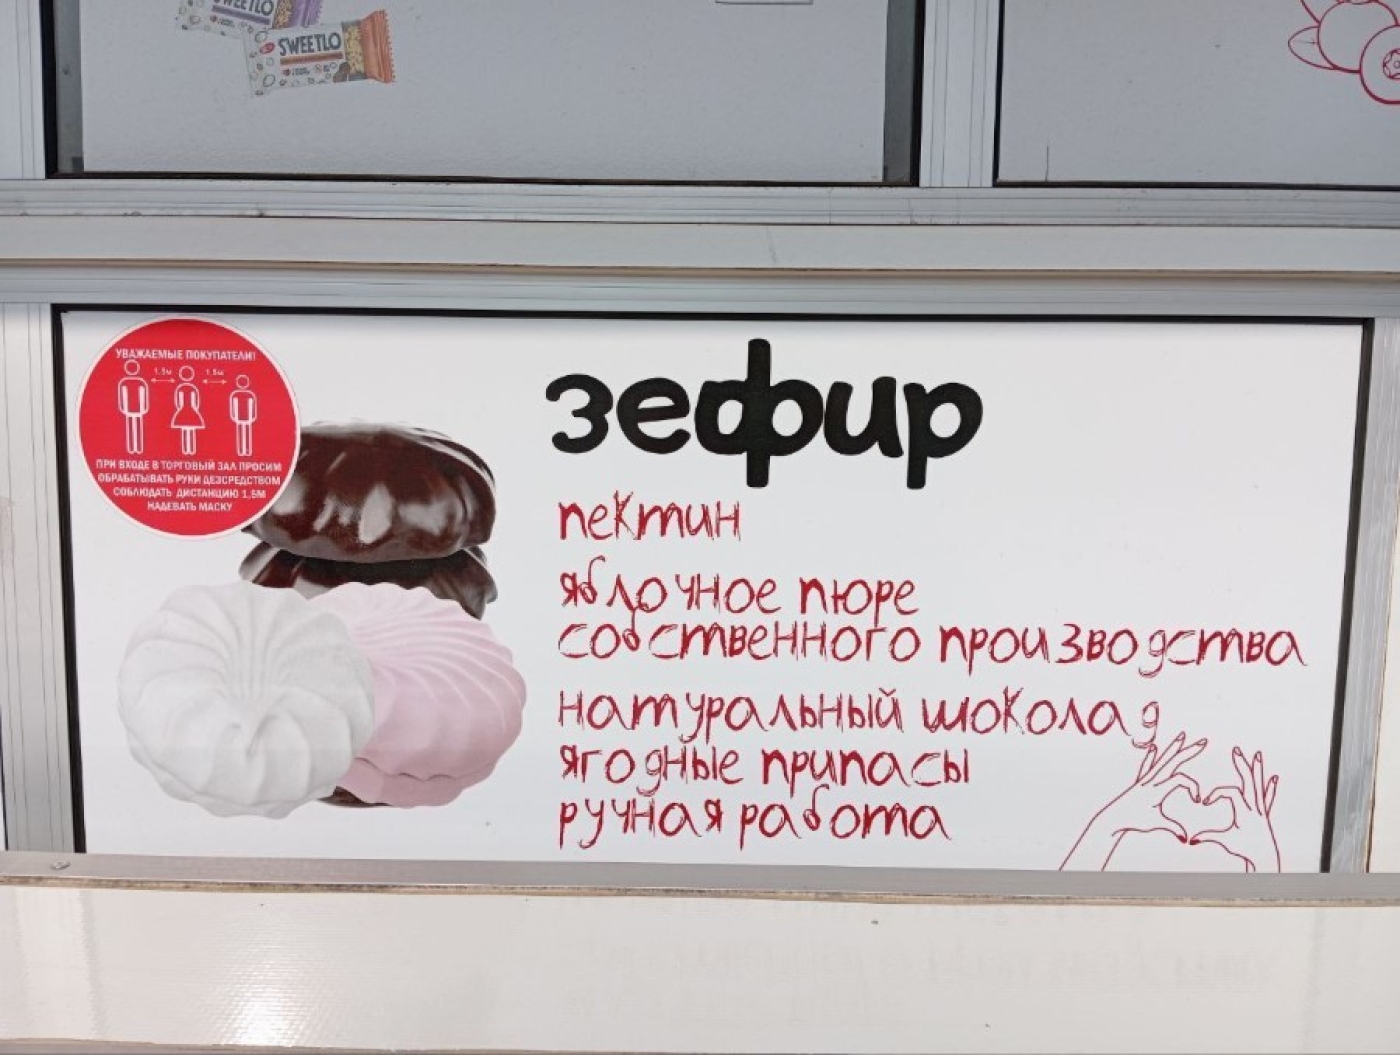 SWEETLO
SWEETLO
УВАЖАЕМЫЕ ПОКУПАТЕЛИ!
1.5м 1.5м
ПРИ ВХОДЕ В ТОРГОВЫЙ ЗАЛ ПРОСИМ
ОБРАБАТЫВАТЬ РУКИ ДЕЗСРЕДСТВОМ
СОБЛЮДАТЬ ДИСТАНЦИЮ 1,5М
НАДЕВАТЬ МАСКУ
зефир
пектин
яблочное пюре
собственного производства
натуральный шоколад
ягодные припасы
ручная работа